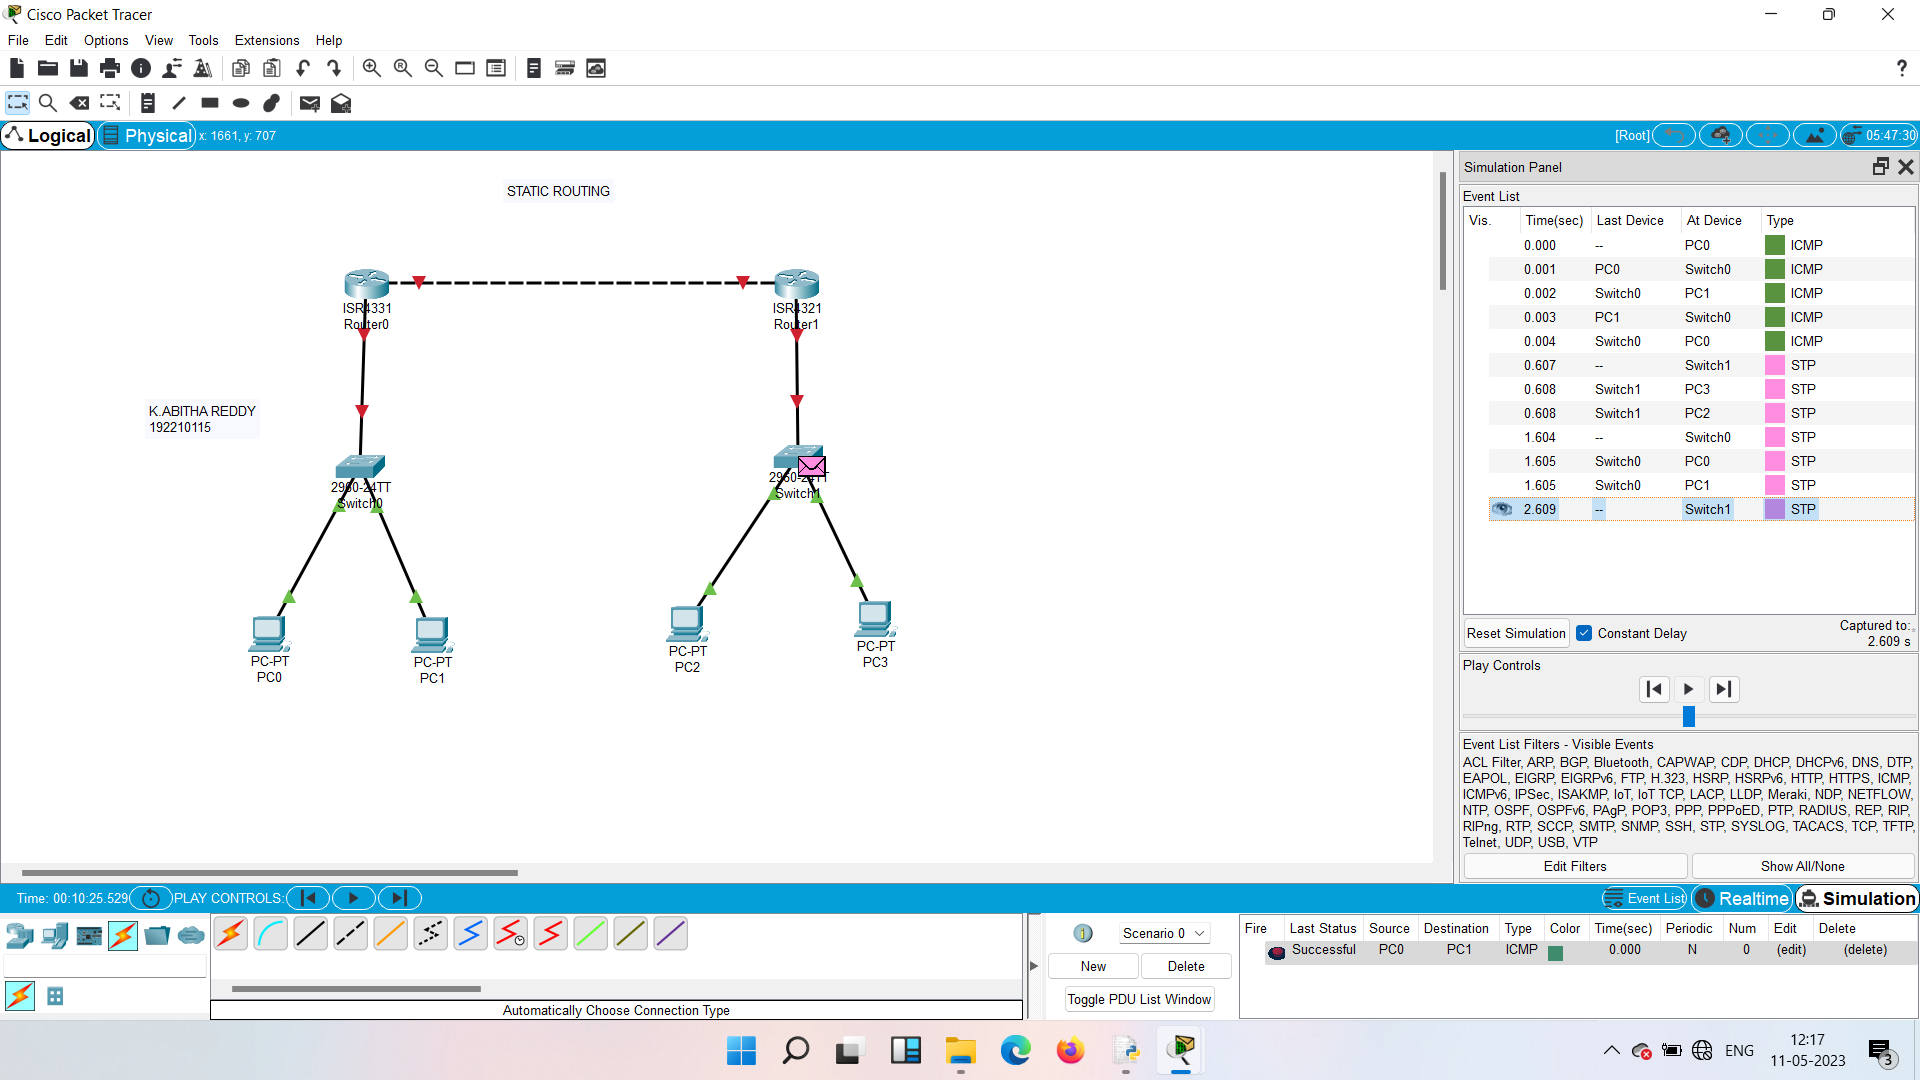 Cisco Packet Tracer
File Edit Options View Tools Extensions Help
Logical Physical x: 1661, y: 707 [Root] 05:47:30
STATIC ROUTING
ISR4331
Router0
ISR4321
Router1
K.ABITHA REDDY
192210115
2960-24TT
Switch0
2960-24TT
Switch1
PC-PT
PC0
PC-PT
PC1
PC-PT
PC2
PC-PT
PC3
Simulation Panel
Event List
Vis. Time(sec) Last Device At Device Type
0.000 -- PC0 ICMP
0.001 PC0 Switch0 ICMP
0.002 Switch0 PC1 ICMP
0.003 PC1 Switch0 ICMP
0.004 Switch0 PC0 ICMP
0.607 -- Switch1 STP
0.608 Switch1 PC3 STP
0.608 Switch1 PC2 STP
1.604 -- Switch0 STP
1.605 Switch0 PC0 STP
1.605 Switch0 PC1 STP
2.609 -- Switch1 STP
Reset Simulation Constant Delay Captured to:
2.609 s
Play Controls
Event List Filters - Visible Events
ACL Filter, ARP, BGP, Bluetooth, CAPWAP, CDP, DHCP, DHCPv6, DNS, DTP,
EAPOL, EIGRP, EIGRPv6, FTP, H.323, HSRP, HSRPv6, HTTP, HTTPS, ICMP,
ICMPv6, IPSec, ISAKMP, IoT, IoT TCP, LACP, LLDP, Meraki, NDP, NETFLOW,
NTP, OSPF, OSPFv6, PAgP, POP3, PPP, PPPoED, PTP, RADIUS, REP, RIP,
RIPng, RTP, SCCP, SMTP, SNMP, SSH, STP, SYSLOG, TACACS, TCP, TFTP,
Telnet, UDP, USB, VTP
Edit Filters Show All/None
Time: 00:10:25.529 PLAY CONTROLS: Event List Realtime Simulation
Automatically Choose Connection Type
Scenario 0
New Delete
Toggle PDU List Window
Fire Last Status Source Destination Type Color Time(sec) Periodic Num Edit Delete
Successful PC0 PC1 ICMP 0.000 N 0 (edit) (delete)
ENG
12:17
11-05-2023
3